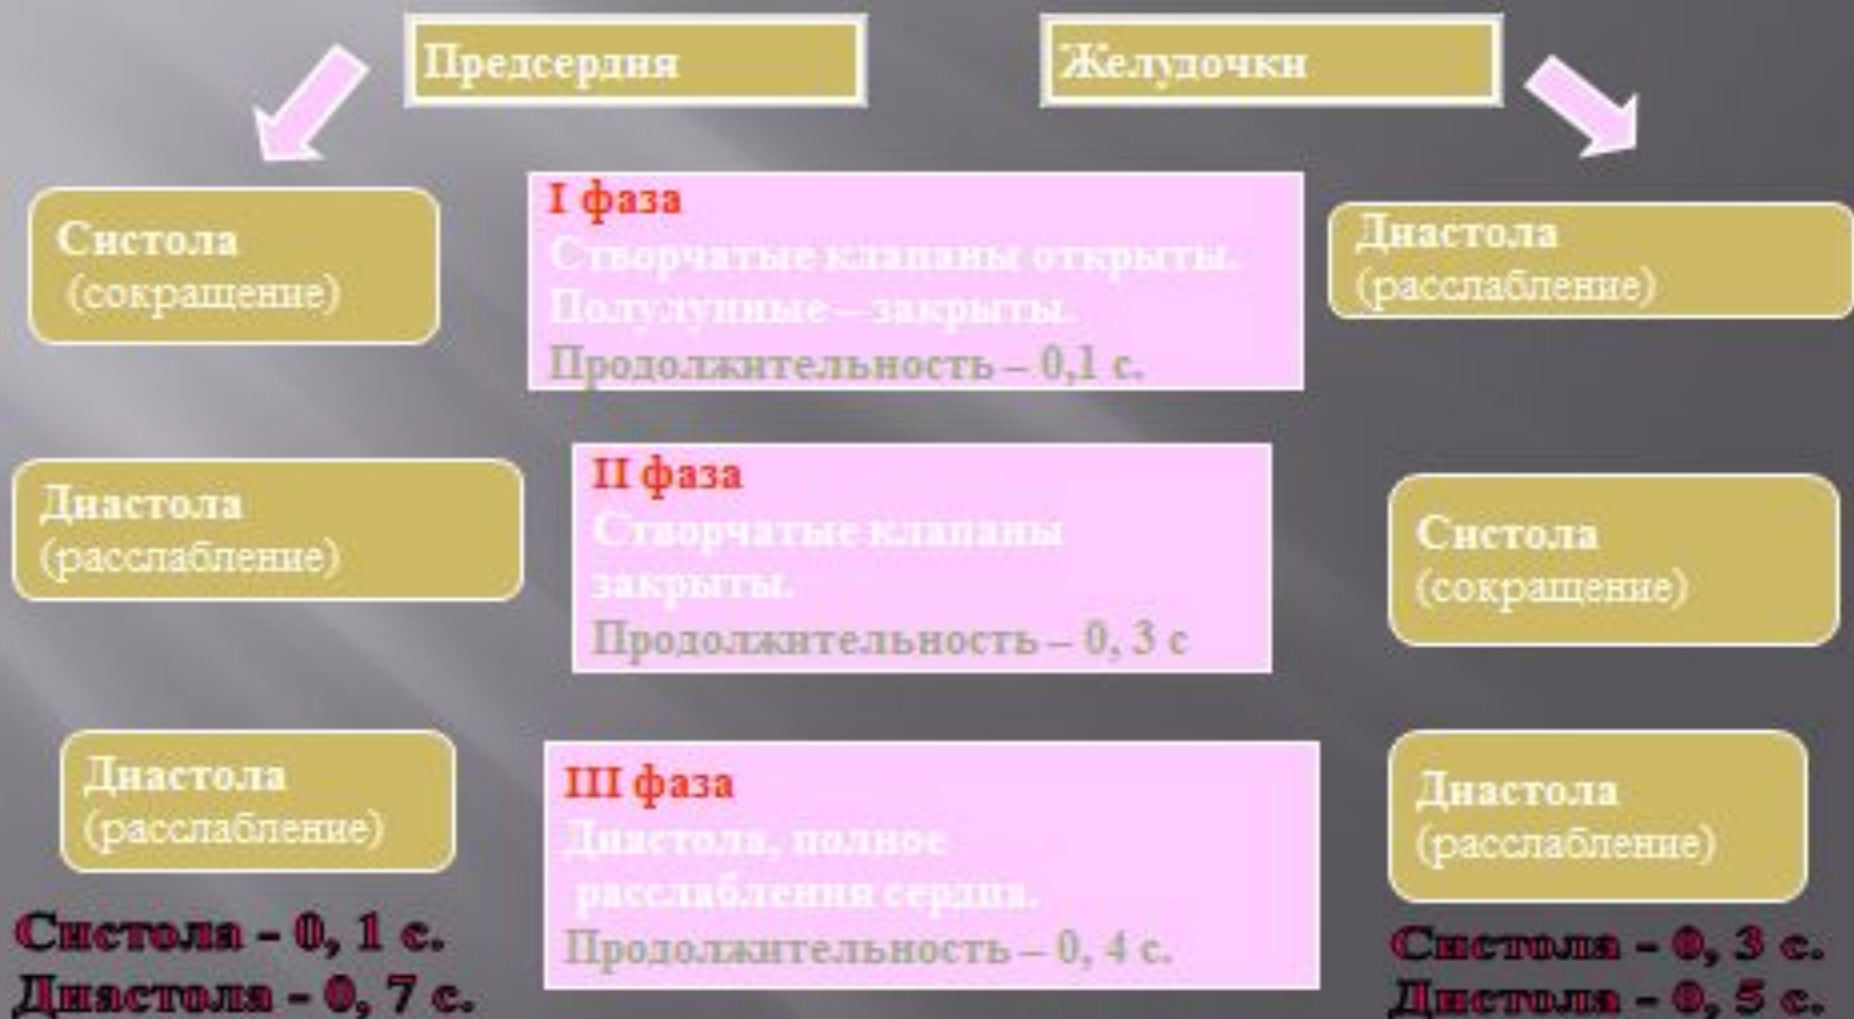 Предсердия
Желудочки
Систола
(сокращение)
I фаза
Створчатые клапаны открыты.
Полулунные – закрыты.
Продолжительность – 0,1 с.
Диастола
(расслабление)
Диастола
(расслабление)
II фаза
Створчатые клапаны
закрыты.
Продолжительность – 0, 3 с
Систола
(сокращение)
Диастола
(расслабление)
III фаза
Диастола, полное
расслабления сердца.
Продолжительность – 0, 4 с.
Диастола
(расслабление)
Систола - 0, 1 с.
Диастола - 0, 7 с.
Систола - 0, 3 с.
Дистола - 0, 5 с.